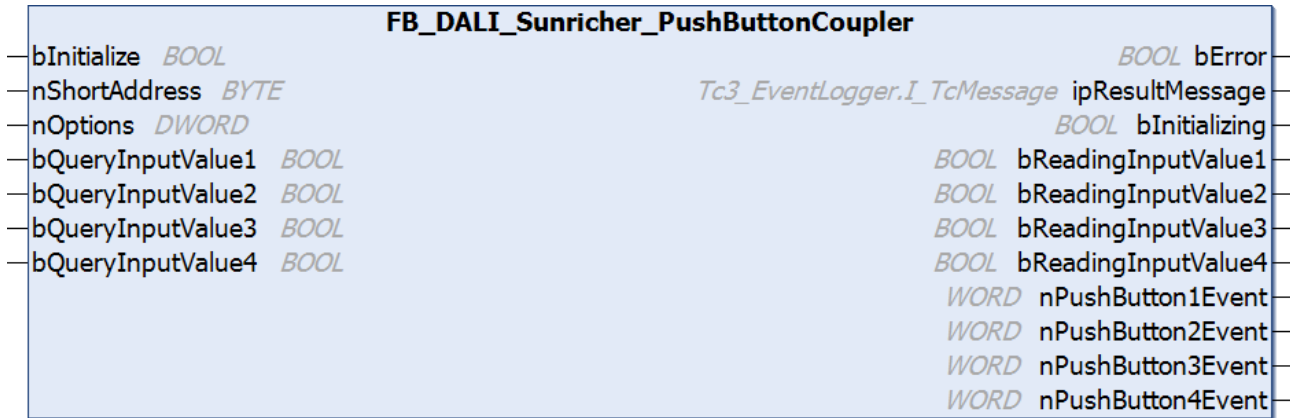 FB_DALI_Sunricher_PushButtonCoupler
bInitialize BOOL BOOL bError
nShortAddress BYTE Tc3_EventLogger.I_TcMessage ipResultMessage
nOptions DWORD BOOL bInitializing
bQueryInputValue1 BOOL BOOL bReadingInputValue1
bQueryInputValue2 BOOL BOOL bReadingInputValue2
bQueryInputValue3 BOOL BOOL bReadingInputValue3
bQueryInputValue4 BOOL BOOL bReadingInputValue4
WORD nPushButton1Event
WORD nPushButton2Event
WORD nPushButton3Event
WORD nPushButton4Event